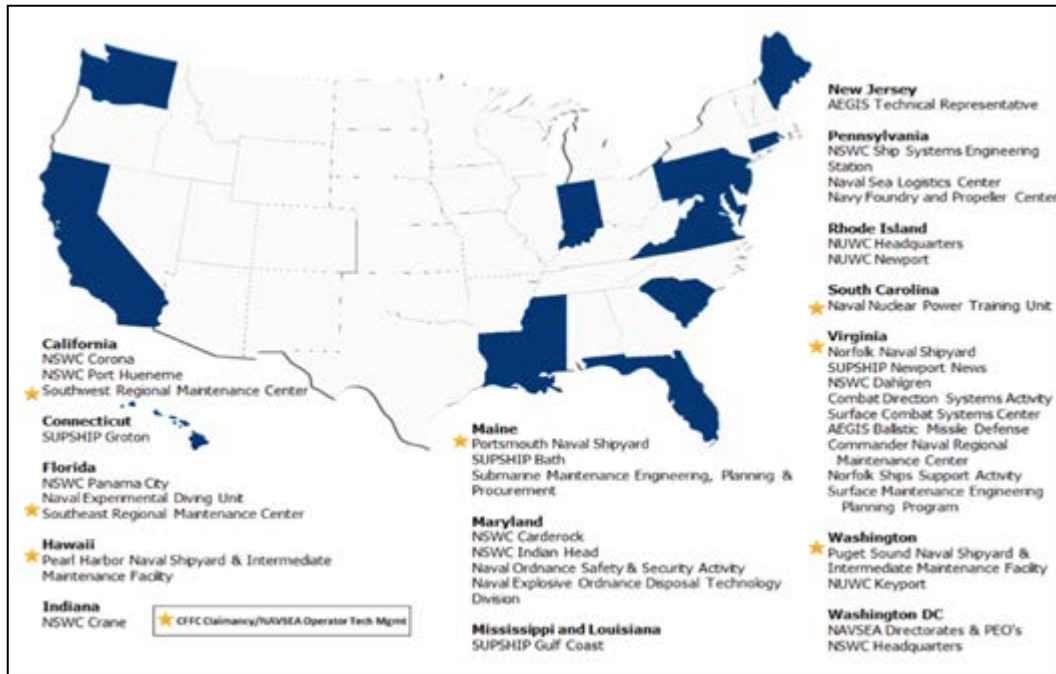 California
NSWC Corona
NSWC Port Hueneme
Southwest Regional Maintenance Center
Connecticut
SUPSHIP Groton
Florida
NSWC Panama City
Naval Expermental Diving Unit
Southeast Regional Maintenance Center
Hawaii
Pearl Harbor Naval Shipyard & Intermediate
Maintenance Facility
Indiana
NSWC Crane
CFFC Claimancy/NAVSEA Operator Tech Mgmt
Maine
Portsmouth Naval Shipyard
SUPSHIP Bath
Submarine Maintenance Engineering, Planning &
Procurement
Maryland
NSWC Carderock
NSWC Indian Head
Naval Ordnance Safety & Security Activity
Naval Explosive Ordnance Disposal Technology
Division
Mississippi and Louisiana
SUPSHIP Gulf Coast
New Jersey
AEGIS Technical Representative
Pennsylvania
NSWC Ship Systems Engineering
Station
Naval Sea Logistics Center
Navy Foundry and Propeller Center
Rhode Island
NUWC Headquarters
NUWC Newport
South Carolina
Naval Nuclear Power Training Unit
Virginia
Norfolk Naval Shipyard
SUPSHIP Newport News
NSWC Dahlgren
Combat Direction Systems Activity
Surface Combat Systems Center
AEGIS Ballistic Missile Defense
Commander Naval Regional
Maintenance Center
Norfolk Ships Support Activity
Surface Maintenance Engineering
Planning Program
Washington
Puget Sound Naval Shipyard &
Intermediate Maintenance Facility
NUWC Keyport
Washington DC
NAVSEA Directorates & PEO's
NSWC Headquarters